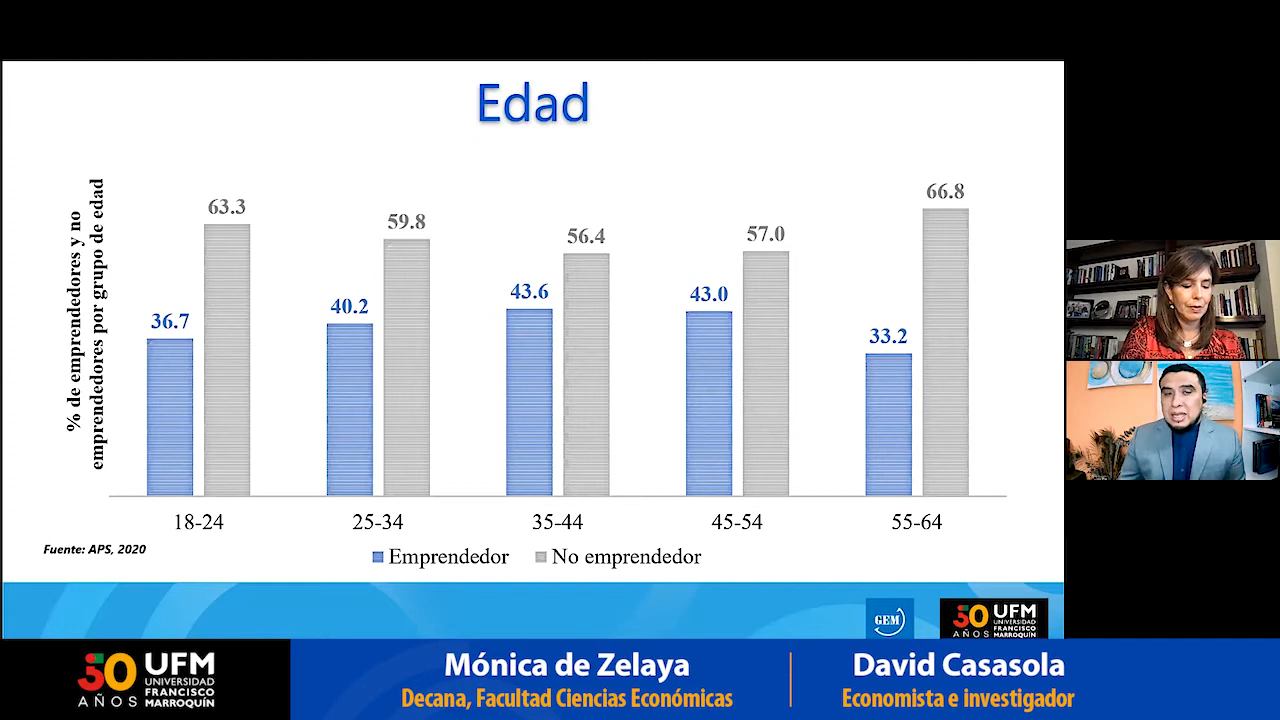 Edad
% de emprendedores y no
emprendedores por grupo de edad
36.7
63.3
40.2
59.8
43.6
56.4
43.0
57.0
33.2
66.8
18-24
25-34
35-44
45-54
55-64
Fuente: APS, 2020
Emprendedor
No emprendedor
GEM
50
AÑOS
UFM
UNIVERSIDAD
FRANCISCO
MARROQUÍN
50
AÑOS
UFM
UNIVERSIDAD
FRANCISCO
MARROQUÍN
Mónica de Zelaya
Decana, Facultad Ciencias Económicas
David Casasola
Economista e investigador